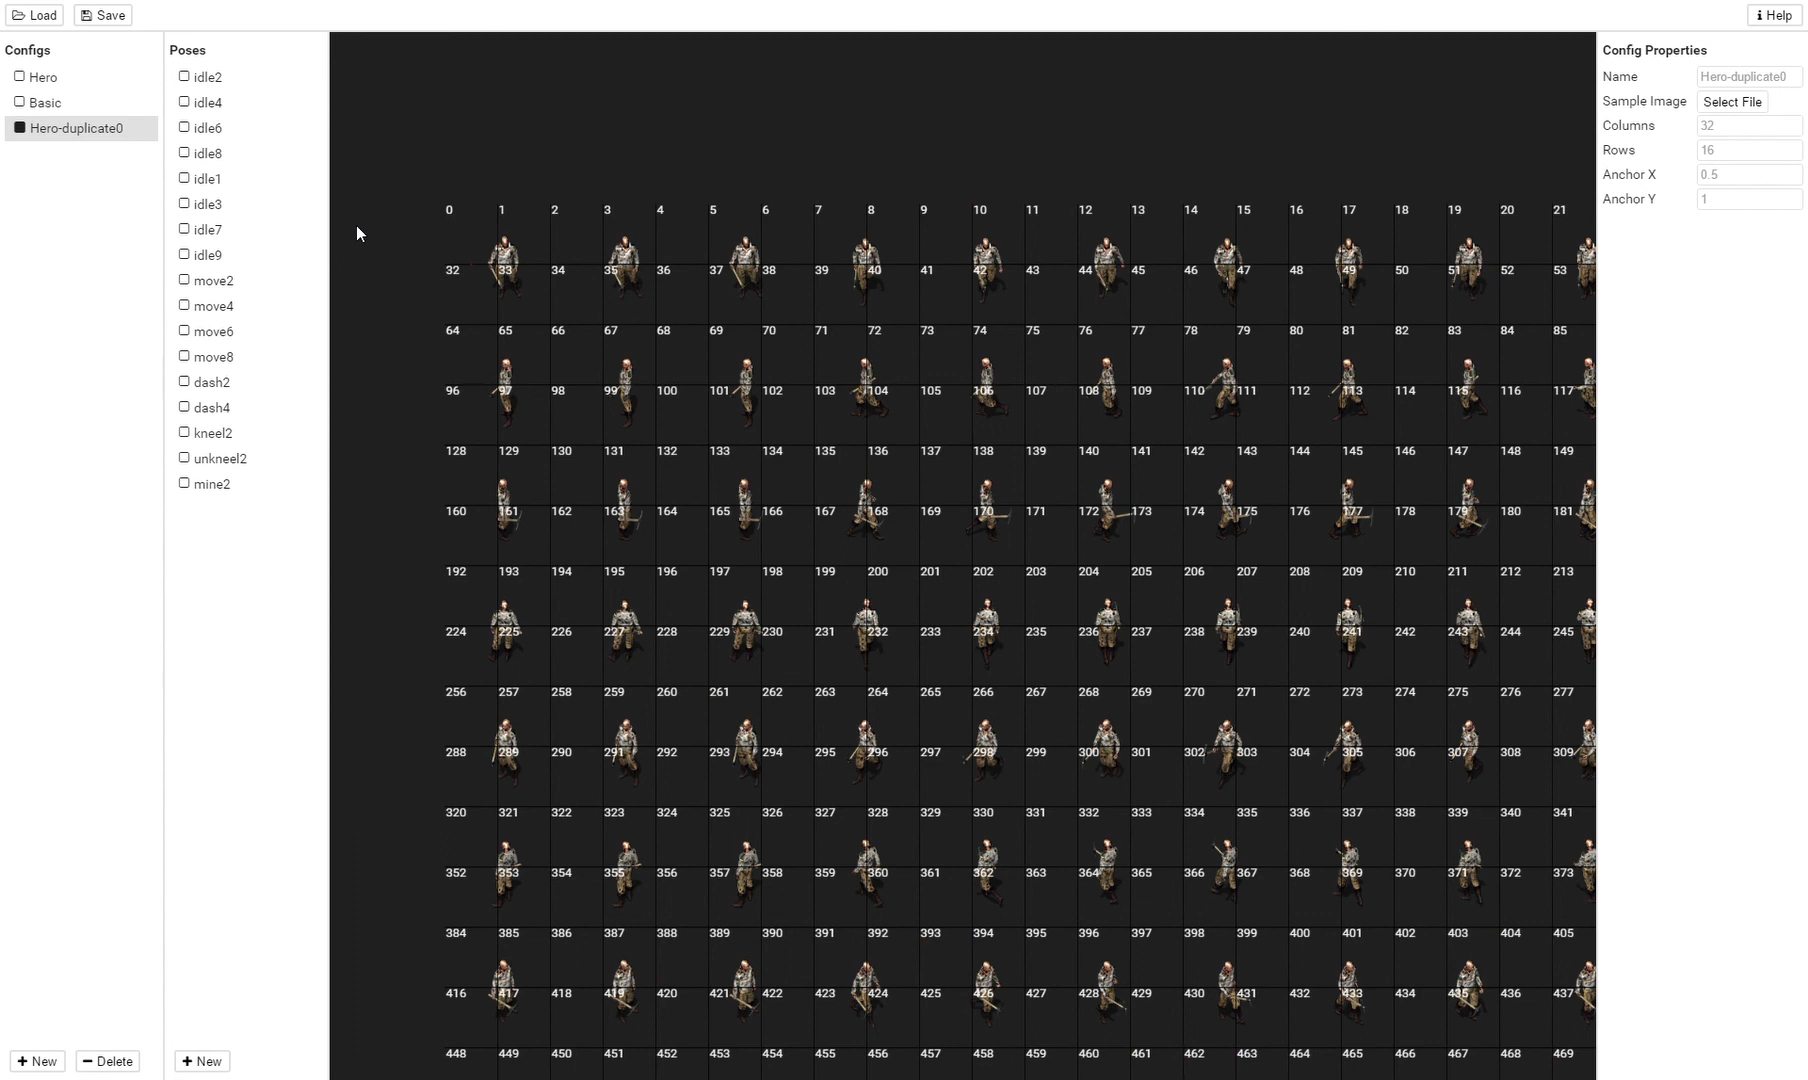 Load Save Help
Configs
Hero
Basic
Hero-duplicate0
New Delete
Poses
idle2
idle4
idle6
idle8
idle1
idle3
idle7
idle9
move2
move4
move6
move8
dash2
dash4
kneel2
unkneel2
mine2
New
0 1 2 3 4 5 6 7 8 9 10 11 12 13 14 15 16 17 18 19 20 21
32 33 34 35 36 37 38 39 40 41 42 43 44 45 46 47 48 49 50 51 52 53
64 65 66 67 68 69 70 71 72 73 74 75 76 77 78 79 80 81 82 83 84 85
96 97 98 99 100 101 102 103 104 105 106 107 108 109 110 111 112 113 114 115 116 117
128 129 130 131 132 133 134 135 136 137 138 139 140 141 142 143 144 145 146 147 148 149
160 161 162 163 164 165 166 167 168 169 170 171 172 173 174 175 176 177 178 179 180 181
192 193 194 195 196 197 198 199 200 201 202 203 204 205 206 207 208 209 210 211 212 213
224 225 226 227 228 229 230 231 232 233 234 235 236 237 238 239 240 241 242 243 244 245
256 257 258 259 260 261 262 263 264 265 266 267 268 269 270 271 272 273 274 275 276 277
288 289 290 291 292 293 294 295 296 297 298 299 300 301 302 303 304 305 306 307 308 309
320 321 322 323 324 325 326 327 328 329 330 331 332 333 334 335 336 337 338 339 340 341
352 353 354 355 356 357 358 359 360 361 362 363 364 365 366 367 368 369 370 371 372 373
384 385 386 387 388 389 390 391 392 393 394 395 396 397 398 399 400 401 402 403 404 405
416 417 418 419 420 421 422 423 424 425 426 427 428 429 430 431 432 433 434 435 436 437
448 449 450 451 452 453 454 455 456 457 458 459 460 461 462 463 464 465 466 467 468 469
Config Properties
Name Hero-duplicate0
Sample Image Select File
Columns 32
Rows 16
Anchor X 0.5
Anchor Y 1